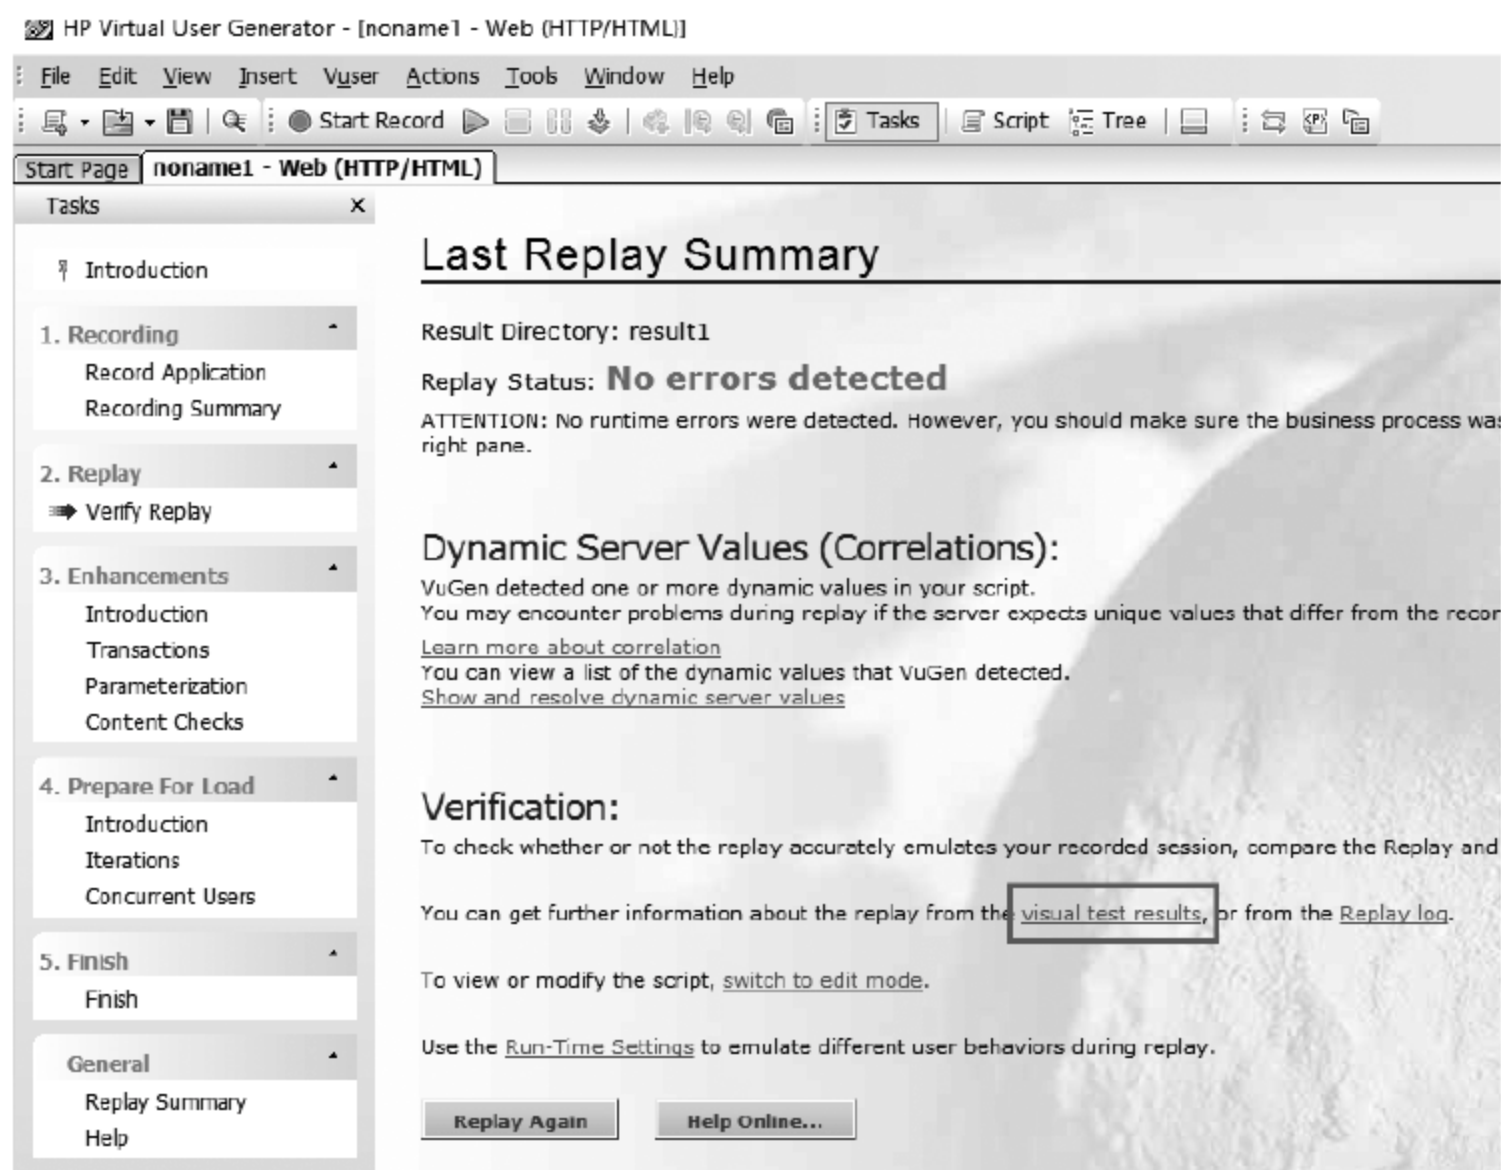 HP Virtual User Generator - [noname1 - Web (HTTP/HTML)]
File Edit View Insert Vuser Actions Tools Window Help
Start Record Tasks Script Tree
Start Page noname1 - Web (HTTP/HTML)
Tasks ×
Introduction
1. Recording
Record Application
Recording Summary
2. Replay
Verify Replay
3. Enhancements
Introduction
Transactions
Parameterization
Content Checks
4. Prepare For Load
Introduction
Iterations
Concurrent Users
5. Finish
Finish
General
Replay Summary
Help
Last Replay Summary
Result Directory: result1
Replay Status: No errors detected
ATTENTION: No runtime errors were detected. However, you should make sure the business process was
right pane.
Dynamic Server Values (Correlations):
VuGen detected one or more dynamic values in your script.
You may encounter problems during replay if the server expects unique values that differ from the recor
Learn more about correlation
You can view a list of the dynamic values that VuGen detected.
Show and resolve dynamic server values
Verification:
To check whether or not the replay accurately emulates your recorded session, compare the Replay and
You can get further information about the replay from the visual test results, or from the Replay log.
To view or modify the script, switch to edit mode.
Use the Run-Time Settings to emulate different user behaviors during replay.
Replay Again Help Online...